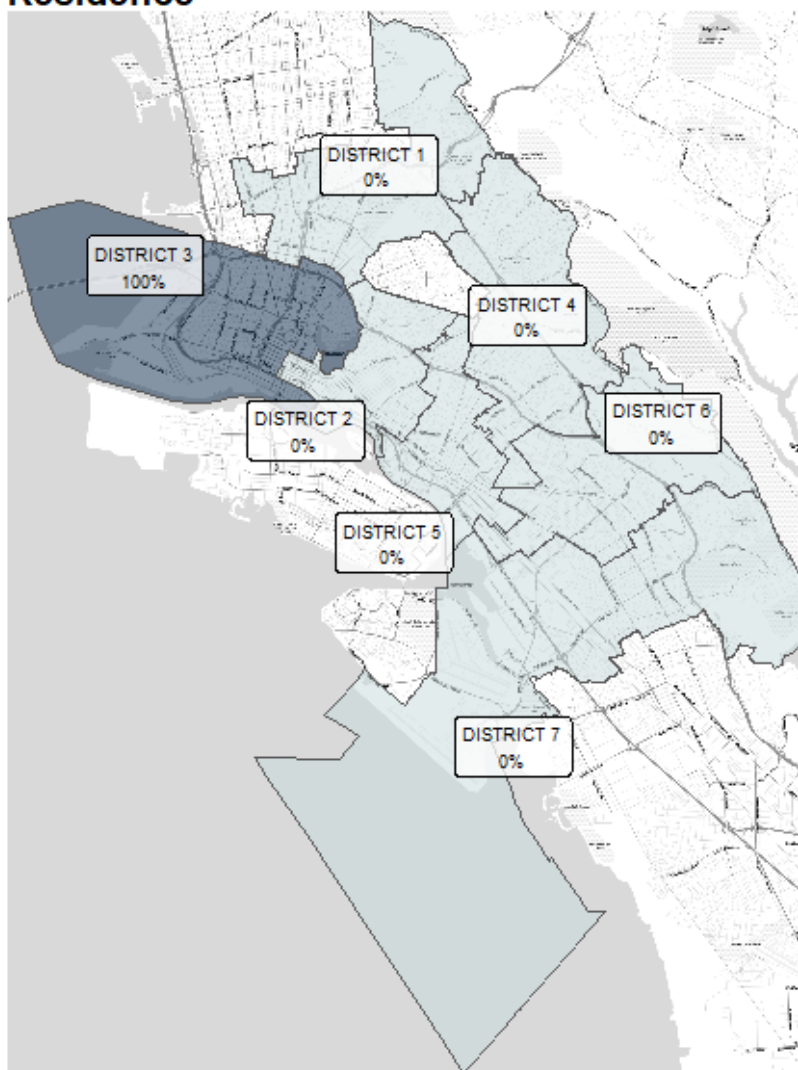 Residence
DISTRICT 1
0%
DISTRICT 3
100%
DISTRICT 4
0%
DISTRICT 2
0%
DISTRICT 6
0%
DISTRICT 5
0%
DISTRICT 7
0%